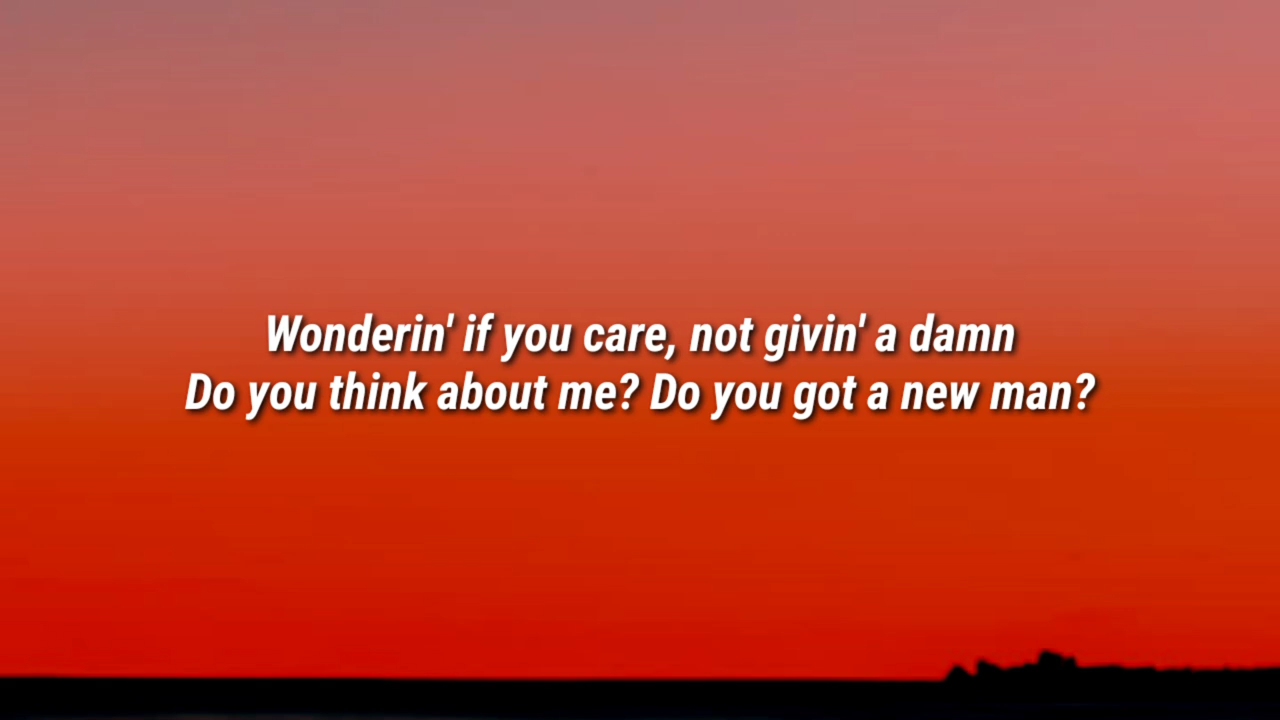 Wonderin' if you care, not givin' a damn
Do you think about me? Do you got a new man?